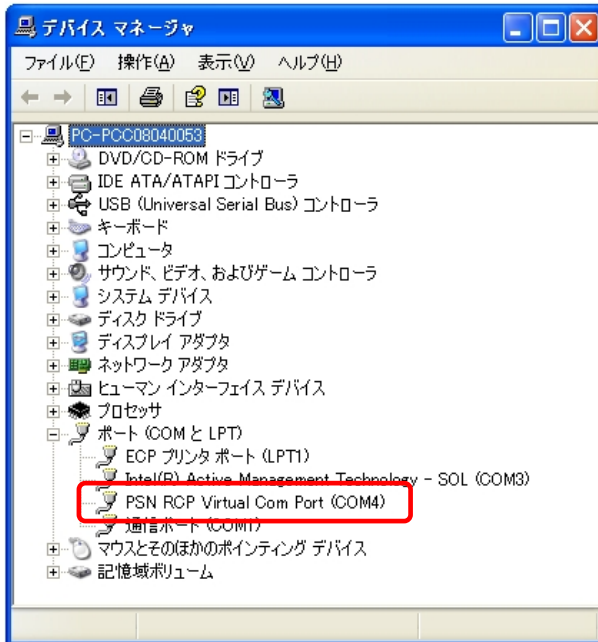 デバイス マネージャ
ファイル(F) 操作(A) 表示(V) ヘルプ(H)
PC-PCC08040053
DVD/CD-ROM ドライブ
IDE ATA/ATAPI コントローラ
USB (Universal Serial Bus) コントローラ
キーボード
コンピュータ
サウンド、ビデオ、およびゲーム コントローラ
システム デバイス
ディスク ドライブ
ディスプレイ アダプタ
ネットワーク アダプタ
ヒューマン インターフェイス デバイス
プロセッサ
ポート (COM と LPT)
ECP プリンタ ポート (LPT1)
Intel(R) Active Management Technology - SOL (COM3)
PSN RCP Virtual Com Port (COM4)
通信ポート (COM1)
マウスとそのほかのポインティング デバイス
記憶域ボリューム